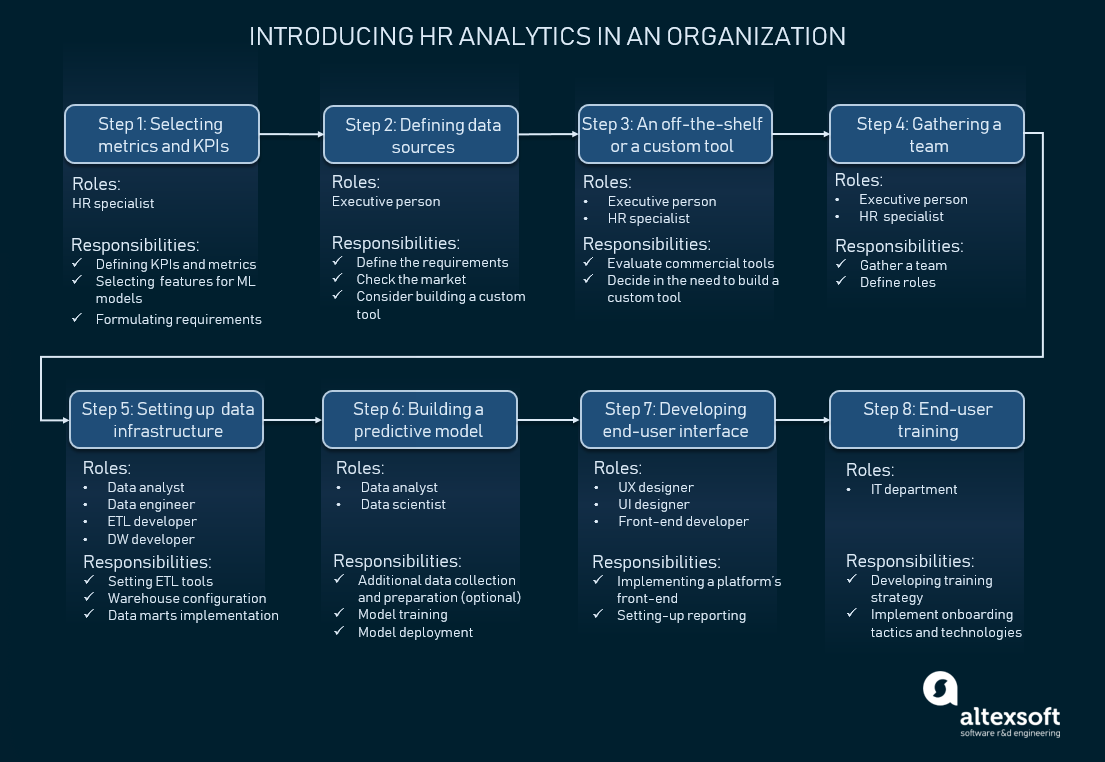 INTRODUCING HR ANALYTICS IN AN ORGANIZATION
Step 1: Selecting
metrics and KPIs
Roles:
HR specialist
Responsibilities:
✓ Defining KPIs and metrics
✓ Selecting features for ML
models
✓ Formulating requirements
Step 2: Defining data
sources
Roles:
Executive person
Responsibilities:
✓ Define the requirements
✓ Check the market
✓ Consider building a custom
tool
Step 3: An off-the-shelf
or a custom tool
Roles:
• Executive person
• HR specialist
Responsibilities:
✓ Evaluate commercial tools
✓ Decide in the need to build a
custom tool
Step 4: Gathering a
team
Roles:
• Executive person
• HR specialist
Responsibilities:
✓ Gather a team
✓ Define roles
Step 5: Setting up data
infrastructure
Roles:
• Data analyst
• Data engineer
• ETL developer
• DW developer
Responsibilities:
✓ Setting ETL tools
✓ Warehouse configuration
✓ Data marts implementation
Step 6: Building a
predictive model
Roles:
• Data analyst
• Data scientist
Responsibilities:
✓ Additional data collection
and preparation (optional)
✓ Model training
✓ Model deployment
Step 7: Developing
end-user interface
Roles:
• UX designer
• UI designer
• Front-end developer
Responsibilities:
✓ Implementing a platform's
front-end
✓ Setting-up reporting
Step 8: End-user
training
Roles:
• IT department
Responsibilities:
✓ Developing training
strategy
✓ Implement onboarding
tactics and technologies
altexsoft
software r&d engineering